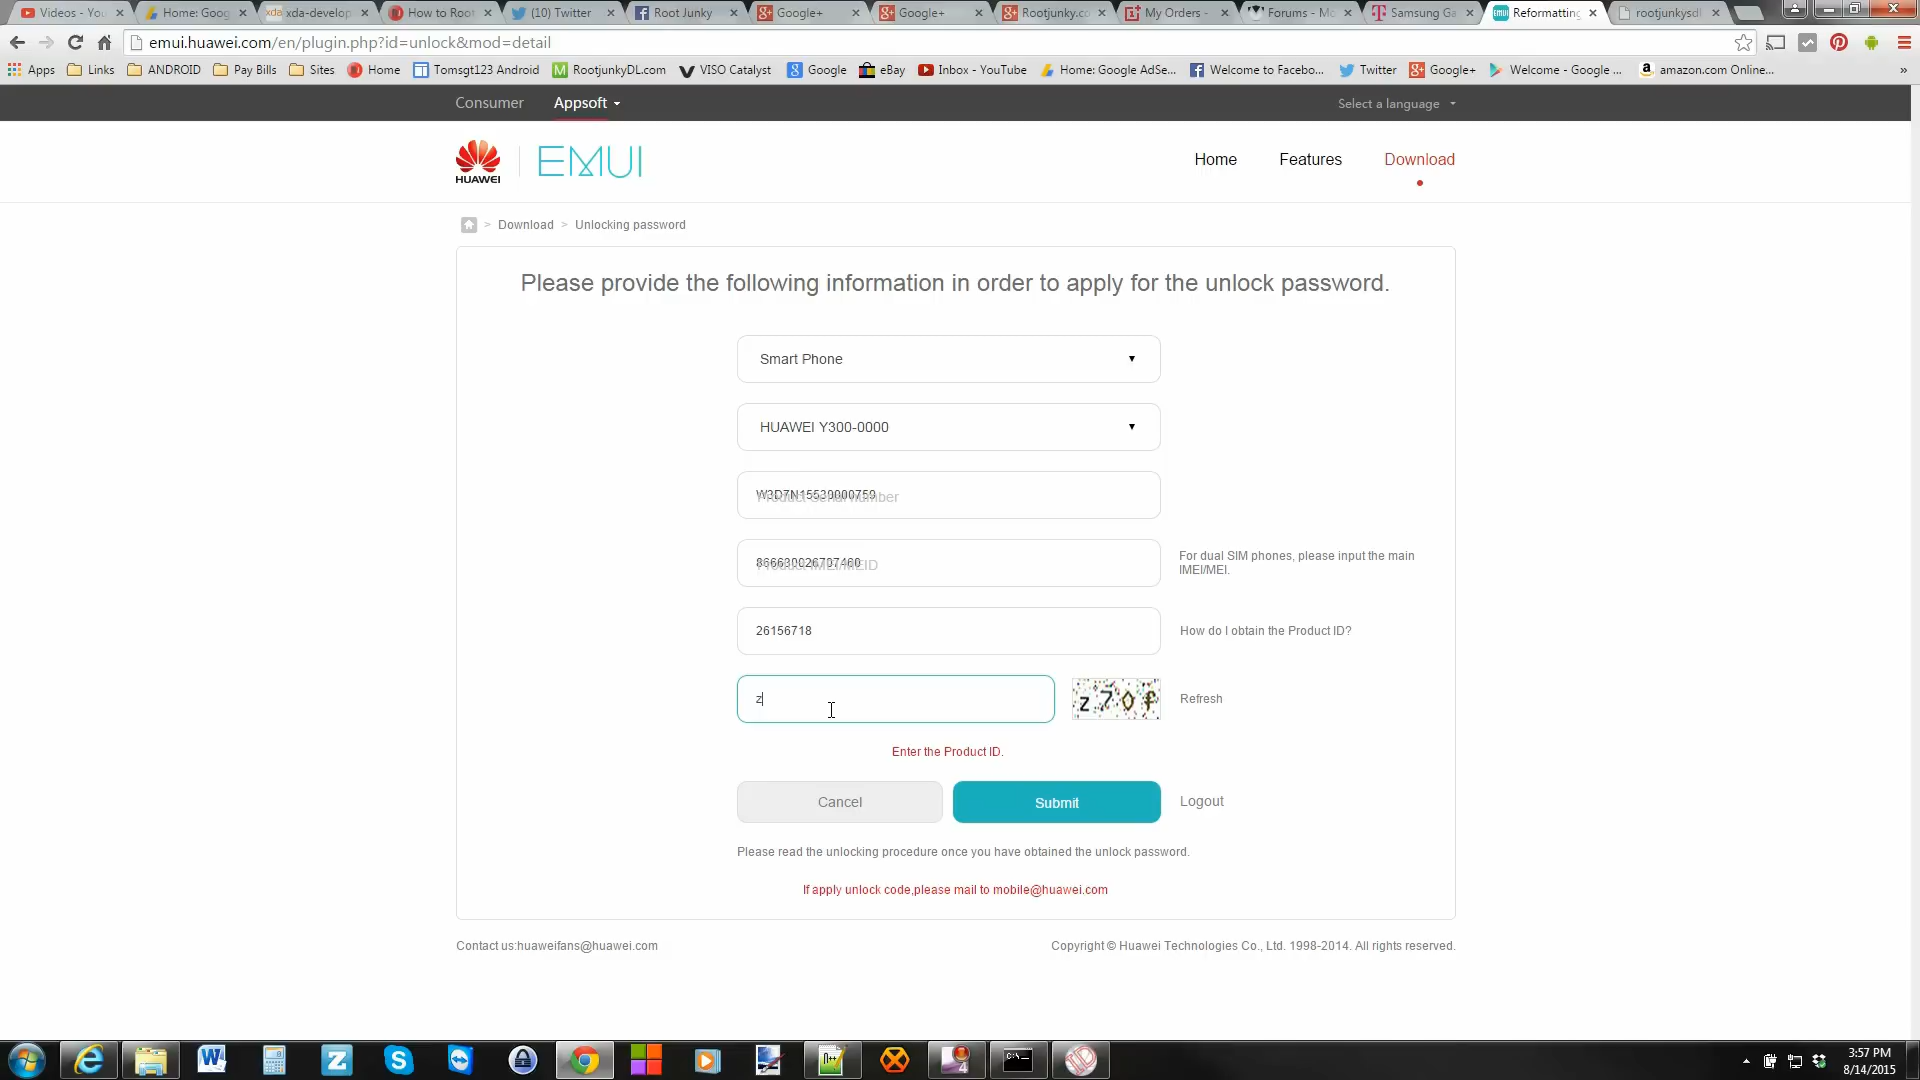 Videos - You
Home: Goog
xda-develop
How to Root
(10) Twitter
Root Junky
Google+
Google+
Rootjunky.co
My Orders -
Forums - Mo
Samsung Ga
Reformatting
rootjunkysdl
emui.huawei.com/en/plugin.php?id=unlock&mod=detail
Apps Links ANDROID Pay Bills Sites Home Tomsgt123 Android RootjunkyDL.com VISO Catalyst Google eBay Inbox - YouTube Home: Google AdSe... Welcome to Facebo... Twitter Google+ Welcome - Google ... amazon.com Online... »
Consumer Appsoft Select a language
HUAWEI EMUI Home Features Download
> Download > Unlocking password
Please provide the following information in order to apply for the unlock password.
Smart Phone
HUAWEI Y300-0000
W3D7N15530000759
Product Serial Number
866630026707460
Product IMEI/MEID
For dual SIM phones, please input the main
IMEI/MEI.
26156718 How do I obtain the Product ID?
z z70f Refresh
Enter the Product ID.
Cancel Submit Logout
Please read the unlocking procedure once you have obtained the unlock password.
If apply unlock code,please mail to mobile@huawei.com
Contact us:huaweifans@huawei.com Copyright © Huawei Technologies Co., Ltd. 1998-2014. All rights reserved.
3:57 PM
8/14/2015